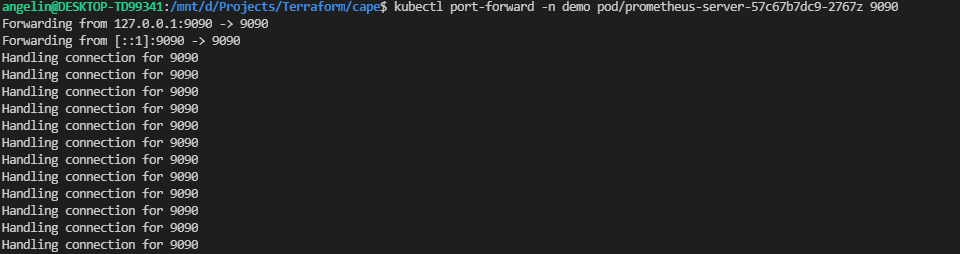 angelin@DESKTOP-TD99341:/mnt/d/Projects/Terraform/cape$ kubectl port-forward -n demo pod/prometheus-server-57c67b7dc9-2767z 9090
Forwarding from 127.0.0.1:9090 -> 9090
Forwarding from [::1]:9090 -> 9090
Handling connection for 9090
Handling connection for 9090
Handling connection for 9090
Handling connection for 9090
Handling connection for 9090
Handling connection for 9090
Handling connection for 9090
Handling connection for 9090
Handling connection for 9090
Handling connection for 9090
Handling connection for 9090
Handling connection for 9090